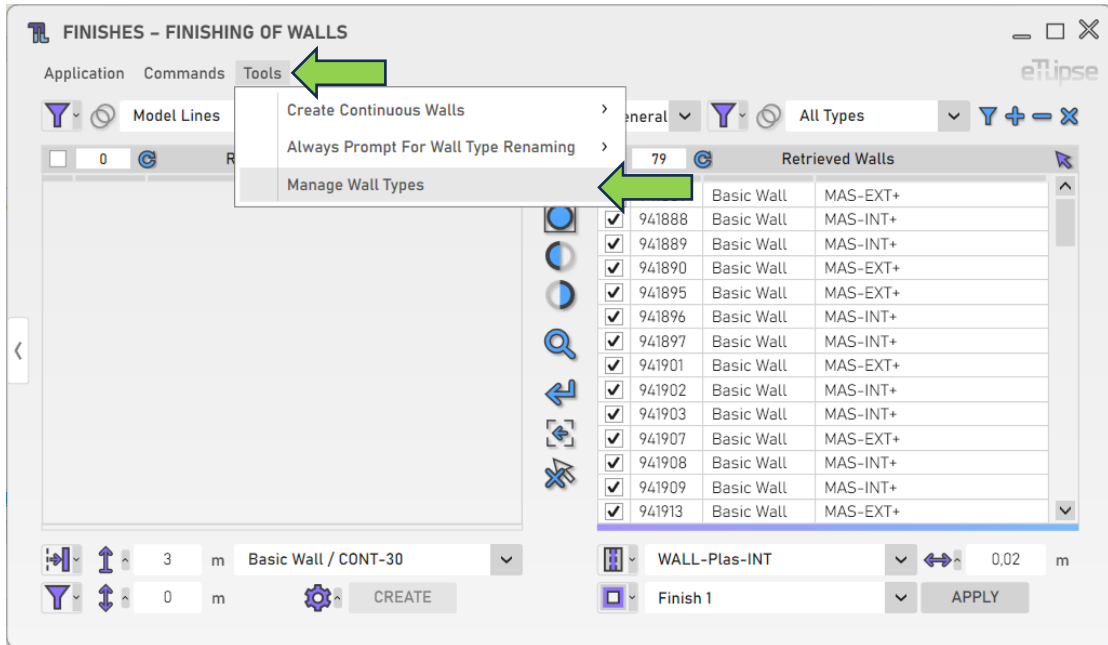 FINISHES – FINISHING OF WALLS
Application Commands Tools
eTLipse
Model Lines
Create Continuous Walls
eneral
All Types
0
R
Always Prompt For Wall Type Renaming
79
Retrieved Walls
Manage Wall Types
Basic Wall MAS-EXT+
941888 Basic Wall MAS-INT+
941889 Basic Wall MAS-INT+
941890 Basic Wall MAS-EXT+
941895 Basic Wall MAS-EXT+
941896 Basic Wall MAS-INT+
941897 Basic Wall MAS-INT+
941901 Basic Wall MAS-EXT+
941902 Basic Wall MAS-INT+
941903 Basic Wall MAS-INT+
941907 Basic Wall MAS-EXT+
941908 Basic Wall MAS-INT+
941909 Basic Wall MAS-INT+
941913 Basic Wall MAS-EXT+
3 m Basic Wall / CONT-30
WALL-Plas-INT
0,02 m
0 m
CREATE
Finish 1
APPLY